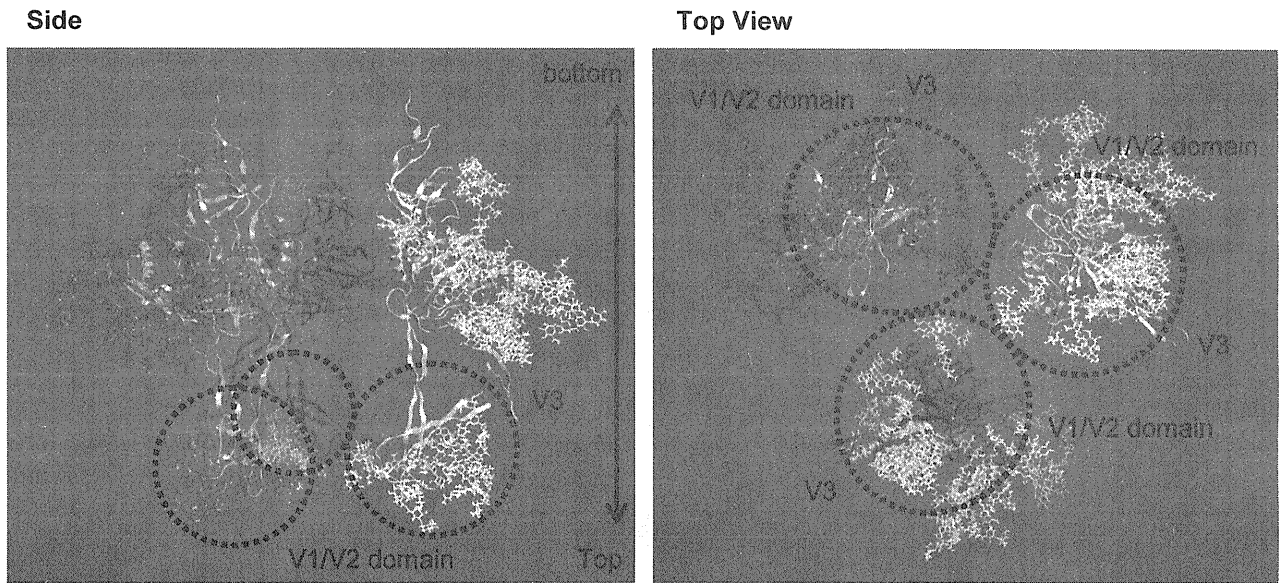 Side
bottom
V3
V1/V2 domain
Top
Top View
V3
V1/V2 domain
V1/V2 domain
V3
V1/V2 domain
V3